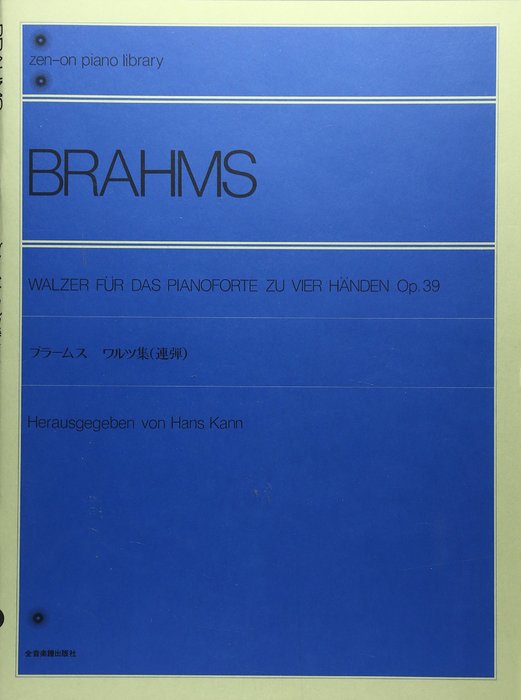 zen-on piano library
BRAHMS
WALZER FÜR DAS PIANOFORTE ZU VIER HÄNDEN Op.39
ブラームス ワルツ集(連弾)
Herausgegeben von Hans Kann
全音楽譜出版社
BRAHMS